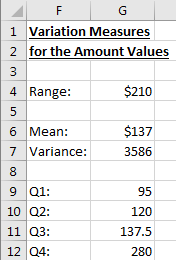 F G
1 Variation Measures
2 for the Amount Values
3
4 Range: $210
5
6 Mean: $137
7 Variance: 3586
8
9 Q1: 95
10 Q2: 120
11 Q3: 137.5
12 Q4: 280